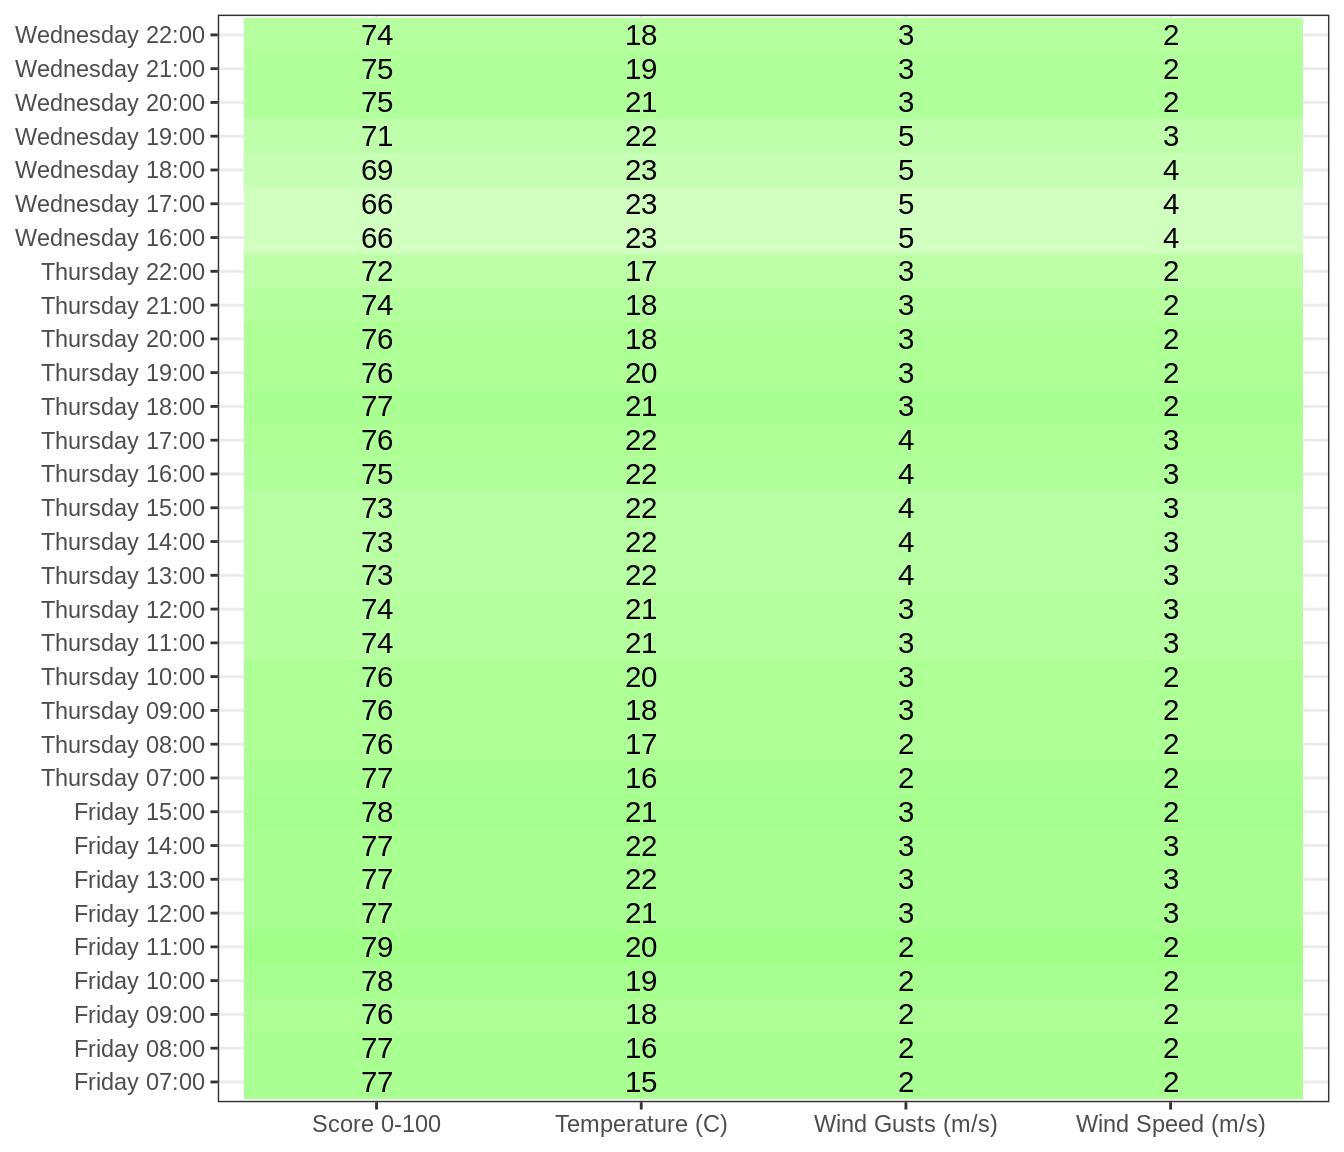 Wednesday 22:00 74 18 3 2
Wednesday 21:00 75 19 3 2
Wednesday 20:00 75 21 3 2
Wednesday 19:00 71 22 5 3
Wednesday 18:00 69 23 5 4
Wednesday 17:00 66 23 5 4
Wednesday 16:00 66 23 5 4
Thursday 22:00 72 17 3 2
Thursday 21:00 74 18 3 2
Thursday 20:00 76 18 3 2
Thursday 19:00 76 20 3 2
Thursday 18:00 77 21 3 2
Thursday 17:00 76 22 4 3
Thursday 16:00 75 22 4 3
Thursday 15:00 73 22 4 3
Thursday 14:00 73 22 4 3
Thursday 13:00 73 22 4 3
Thursday 12:00 74 21 3 3
Thursday 11:00 74 21 3 3
Thursday 10:00 76 20 3 2
Thursday 09:00 76 18 3 2
Thursday 08:00 76 17 2 2
Thursday 07:00 77 16 2 2
Friday 15:00 78 21 3 2
Friday 14:00 77 22 3 3
Friday 13:00 77 22 3 3
Friday 12:00 77 21 3 3
Friday 11:00 79 20 2 2
Friday 10:00 78 19 2 2
Friday 09:00 76 18 2 2
Friday 08:00 77 16 2 2
Friday 07:00 77 15 2 2
Score 0-100 Temperature (C) Wind Gusts (m/s) Wind Speed (m/s)